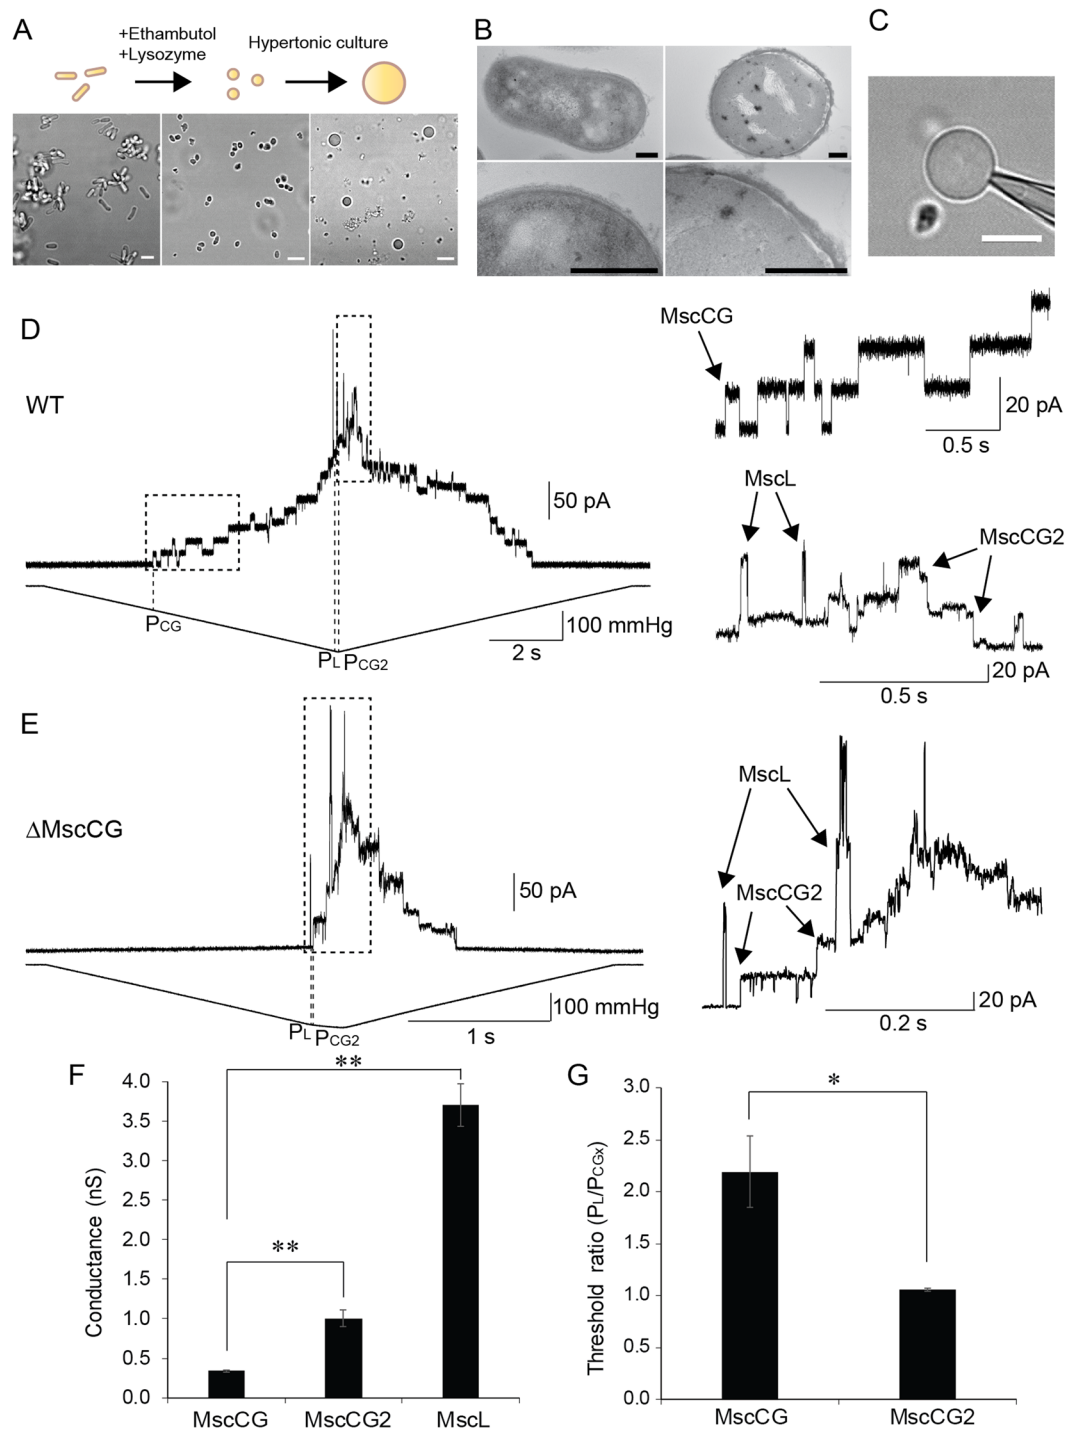 A
+Ethambutol
+Lysozyme
Hypertonic culture
B
C
D
WT
50 pA
PCG
PL PCG2
100 mmHg
2 s
MscCG
20 pA
0.5 s
MscL
MscCG2
20 pA
0.5 s
E
ΔMscCG
50 pA
PL PCG2
100 mmHg
1 s
MscL
MscCG2
20 pA
0.2 s
F
Conductance (nS)
4.0
3.5
3.0
2.5
2.0
1.5
1.0
0.5
0.0
**
**
MscCG MscCG2 MscL
G
Threshold ratio (PL/PCGx)
3.0
2.5
2.0
1.5
1.0
0.5
0.0
*
MscCG MscCG2